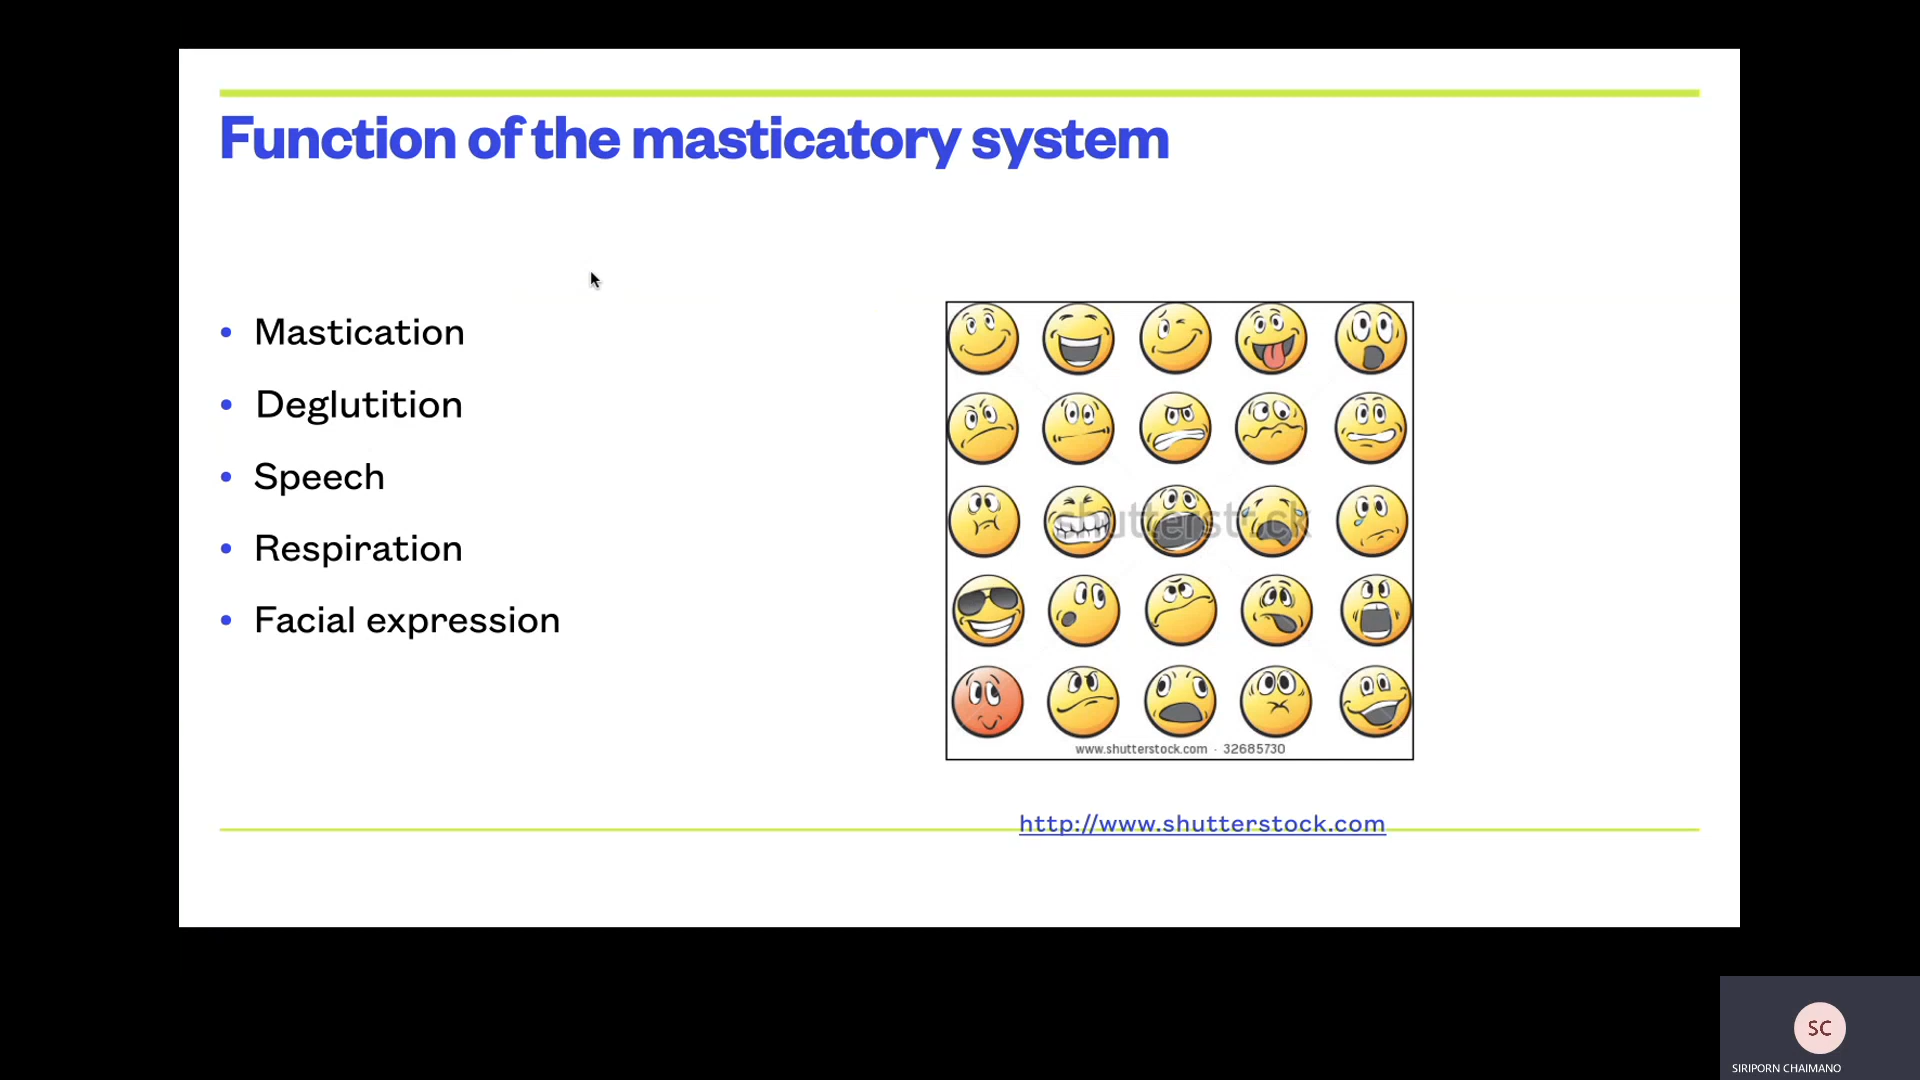 Function of the masticatory system
• Mastication
• Deglutition
• Speech
• Respiration
• Facial expression
shutterstock
www.shutterstock.com · 32685730
http://www.shutterstock.com
SC
SIRIPORN CHAIMANO